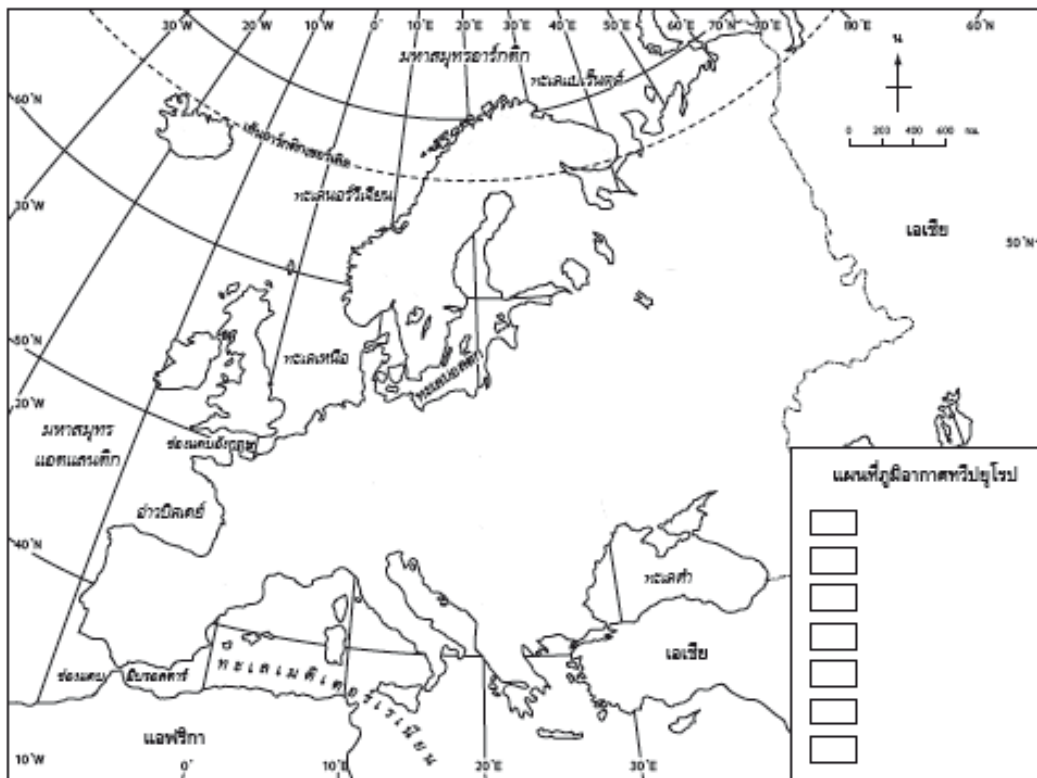 30°W 20°W 10°W 0° 10°E 20°E 30°E 40°E 50°E 60°E 70°N 70°E 80°E 60°N
มหาสมุทรอาร์กติก
ทะเลแบเร็นตส์
น
0 200 400 600 กม.
60°N
เส้นอาร์กติกเซอร์เคิล
ทะเลนอร์วีเจียน
30°W
เอเชีย
50°N
50°N
ทะเลเหนือ
ทะเลบอลติก
20°W
มหาสมุทร
แอตแลนติก
ช่องแคบอังกฤษ
อ่าวบิสเคย์
40°N
ทะเลดำ
เอเชีย
ช่องแคบ ยิบรอลตาร์
ทะเลเมดิเตอร์เรเนียน
แอฟริกา
10°W 0° 10°E 20°E 30°E
แผนที่ภูมิอากาศทวีปยุโรป